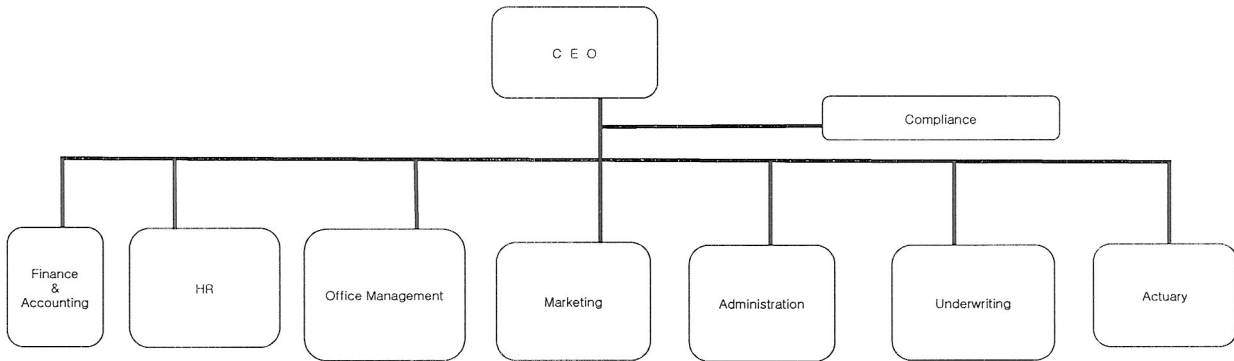 C E O
Compliance
Finance
&
Accounting
HR
Office Management
Marketing
Administration
Underwriting
Actuary